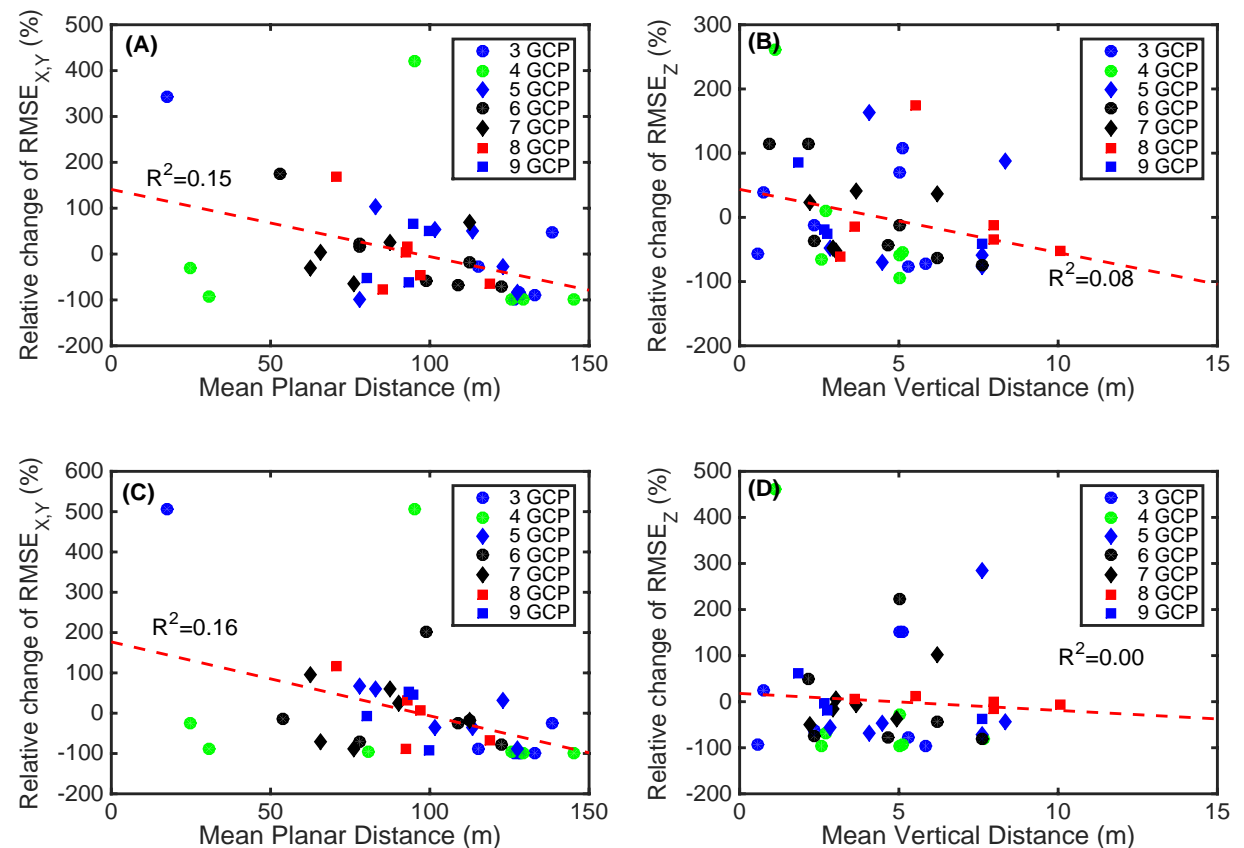 (A)
Relative change of RMSE_X,Y (%)
500
400
300
200
100
0
-100
-200
R^2=0.15
3 GCP
4 GCP
5 GCP
6 GCP
7 GCP
8 GCP
9 GCP
0 50 100 150
Mean Planar Distance (m)
(B)
Relative change of RMSE_Z (%)
300
200
100
0
-100
-200
3 GCP
4 GCP
5 GCP
6 GCP
7 GCP
8 GCP
9 GCP
R^2=0.08
0 5 10 15
Mean Vertical Distance (m)
(C)
Relative change of RMSE_X,Y (%)
600
500
400
300
200
100
0
-100
-200
R^2=0.16
3 GCP
4 GCP
5 GCP
6 GCP
7 GCP
8 GCP
9 GCP
0 50 100 150
Mean Planar Distance (m)
(D)
Relative change of RMSE_Z (%)
500
400
300
200
100
0
-100
-200
3 GCP
4 GCP
5 GCP
6 GCP
7 GCP
8 GCP
9 GCP
R^2=0.00
0 5 10 15
Mean Vertical Distance (m)